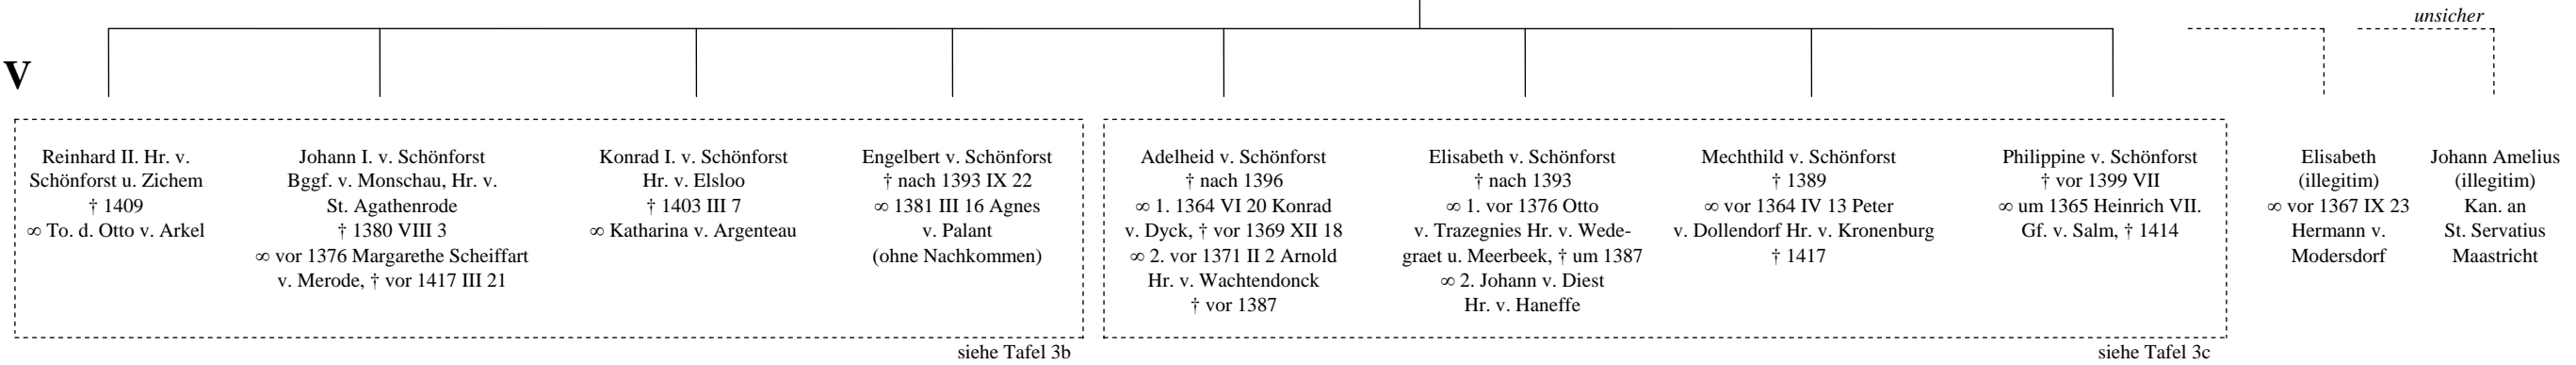 unsicher
V
Reinhard II. Hr. v.
Schönforst u. Zichem
† 1409
∞ To. d. Otto v. Arkel
Johann I. v. Schönforst
Bggf. v. Monschau, Hr. v.
St. Agathenrode
† 1380 VIII 3
∞ vor 1376 Margarethe Scheiffart
v. Merode, † vor 1417 III 21
Konrad I. v. Schönforst
Hr. v. Elsloo
† 1403 III 7
∞ Katharina v. Argenteau
Engelbert v. Schönforst
† nach 1393 IX 22
∞ 1381 III 16 Agnes
v. Palant
(ohne Nachkommen)
siehe Tafel 3b
Adelheid v. Schönforst
† nach 1396
∞ 1. 1364 VI 20 Konrad
v. Dyck, † vor 1369 XII 18
∞ 2. vor 1371 II 2 Arnold
Hr. v. Wachtendonck
† vor 1387
Elisabeth v. Schönforst
† nach 1393
∞ 1. vor 1376 Otto
v. Trazegnies Hr. v. Wede-
graet u. Meerbeek, † um 1387
∞ 2. Johann v. Diest
Hr. v. Haneffe
Mechthild v. Schönforst
† 1389
∞ vor 1364 IV 13 Peter
v. Dollendorf Hr. v. Kronenburg
† 1417
Philippine v. Schönforst
† vor 1399 VII
∞ um 1365 Heinrich VII.
Gf. v. Salm, † 1414
siehe Tafel 3c
Elisabeth
(illegitim)
∞ vor 1367 IX 23
Hermann v.
Modersdorf
Johann Amelius
(illegitim)
Kan. an
St. Servatius
Maastricht